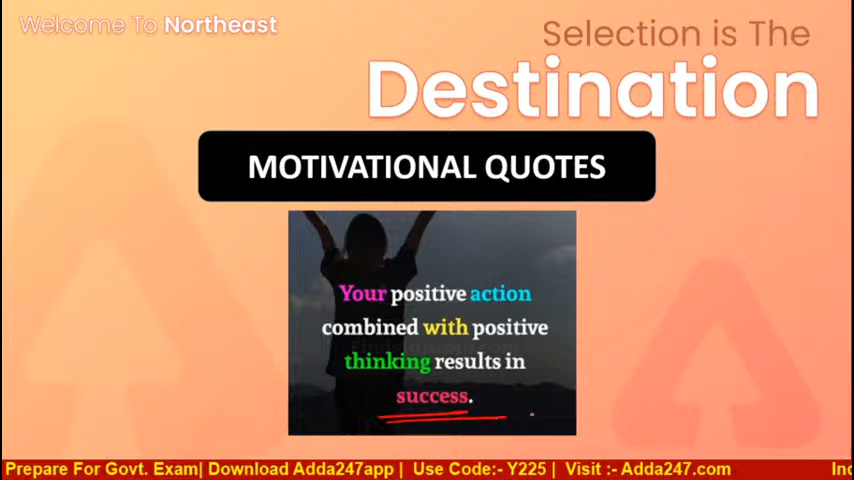 Welcome To Northeast
Selection is The
Destination
MOTIVATIONAL QUOTES
Your positive action
combined with positive
thinking results in
success.
Prepare For Govt. Exam| Download Adda247app | Use Code:- Y225 | Visit :- Adda247.com